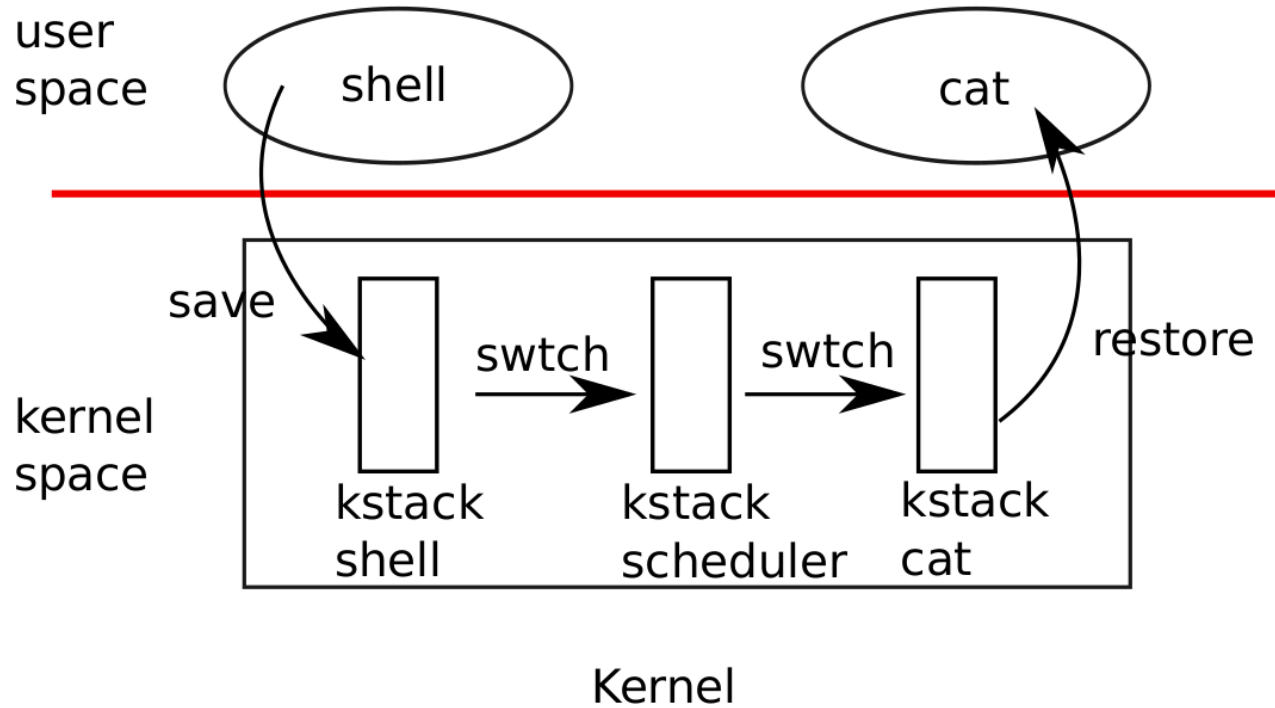 user
space
shell
cat
save
swtch
swtch
restore
kernel
space
kstack
shell
kstack
scheduler
kstack
cat
Kernel